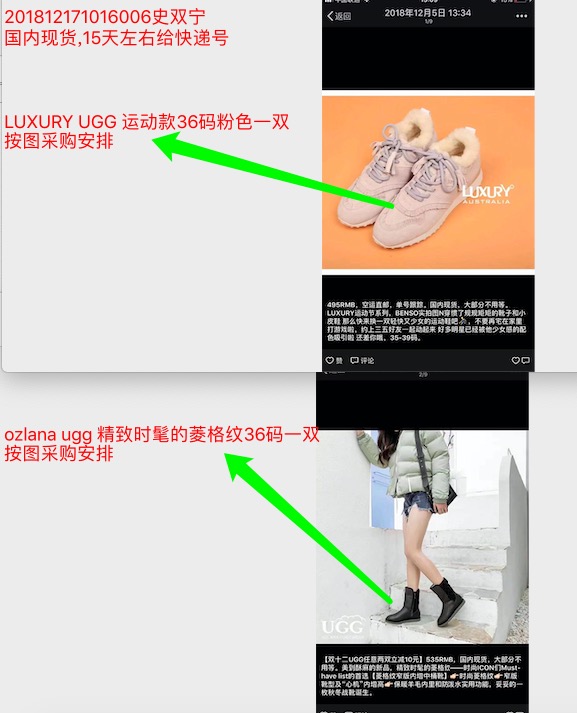 201812171016006史双宁
国内现货,15天左右给快递号
返回
2018年12月5日 13:34
1/9
LUXURY UGG 运动款36码粉色一双
按图采购安排
LUXURY
AUSTRALIA
495RMB，空运直邮，单号跟踪，国内现货，大部分不用等。
LUXURY运动节系列，BENSO实拍图N穿惯了规规矩矩的靴子和小
皮鞋 那么快来换一双轻快又少女的运动鞋吧，不要再宅在家里
打游戏啦，约上三五好友一起动起来 好多明星已经被他少女感的配
色吸引啦 还差你哦，35-39码。
赞 评论
2/9
ozlana ugg 精致时髦的菱格纹36码一双
按图采购安排
UGG
【双十二UGG任意两双立减10元】535RMB，国内现货，大部分不
用等。美到酥麻的新品，精致时髦的菱纹——时尚ICON们Must-
have list的首选【菱格纹窄版内增中桶靴】👉时尚菱格纹👉窄版
靴型及“心机”内增高👉保暖羊毛内里和防泼水实用功能，妥妥的一
枚秋冬战靴诞生。